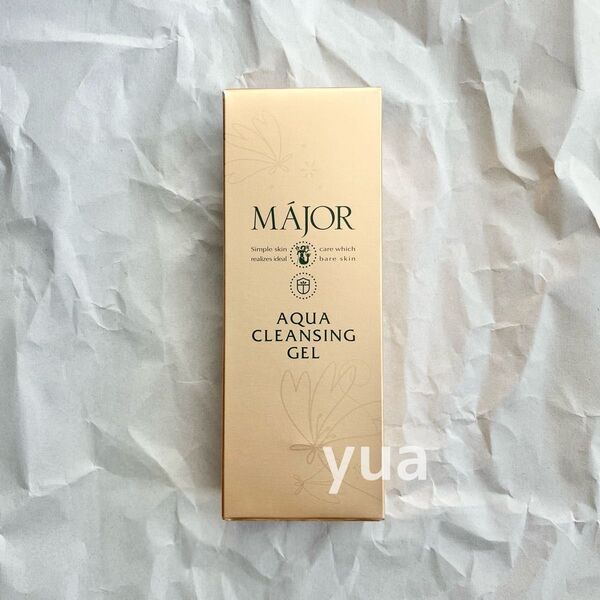 MÁJOR
Simple skin care which
realizes ideal bare skin
AQUA
CLEANSING
GEL
yua